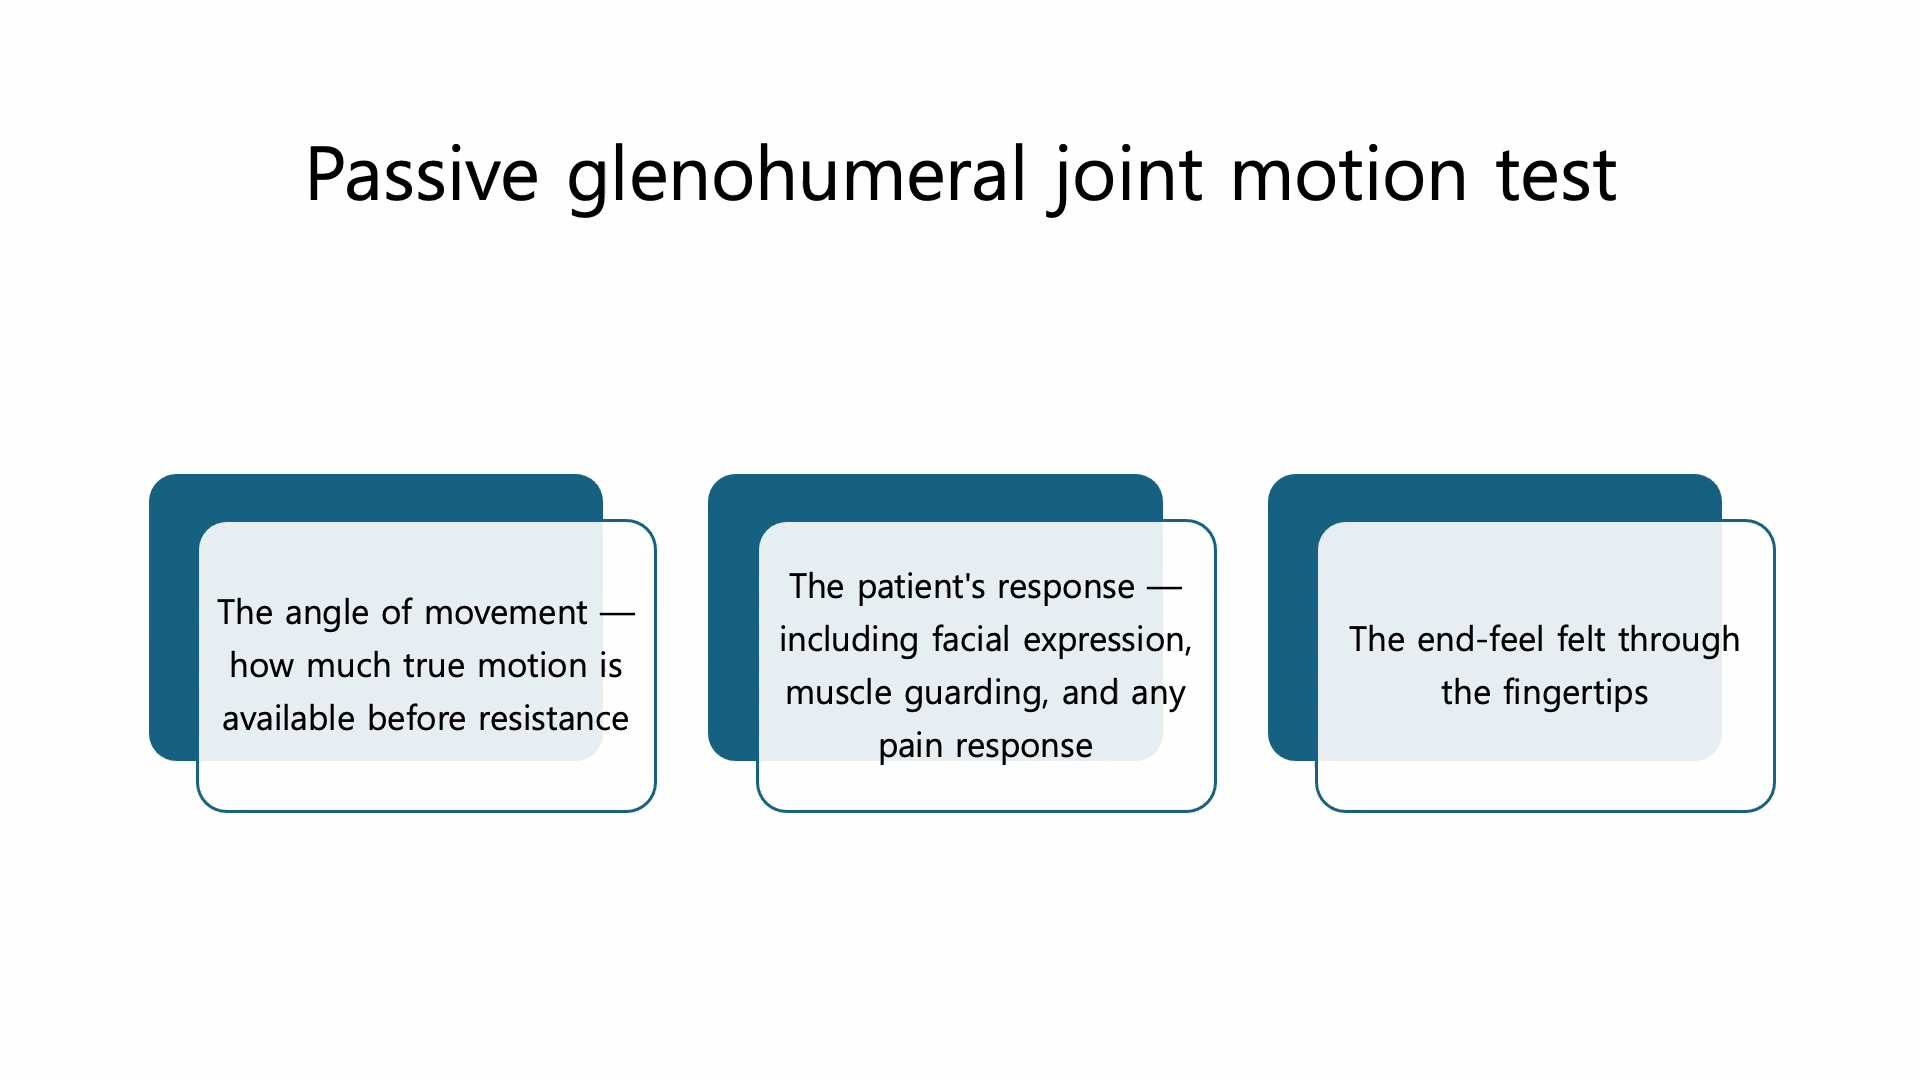 Passive glenohumeral joint motion test
The angle of movement —
how much true motion is
available before resistance
The patient's response —
including facial expression,
muscle guarding, and any
pain response
The end-feel felt through
the fingertips